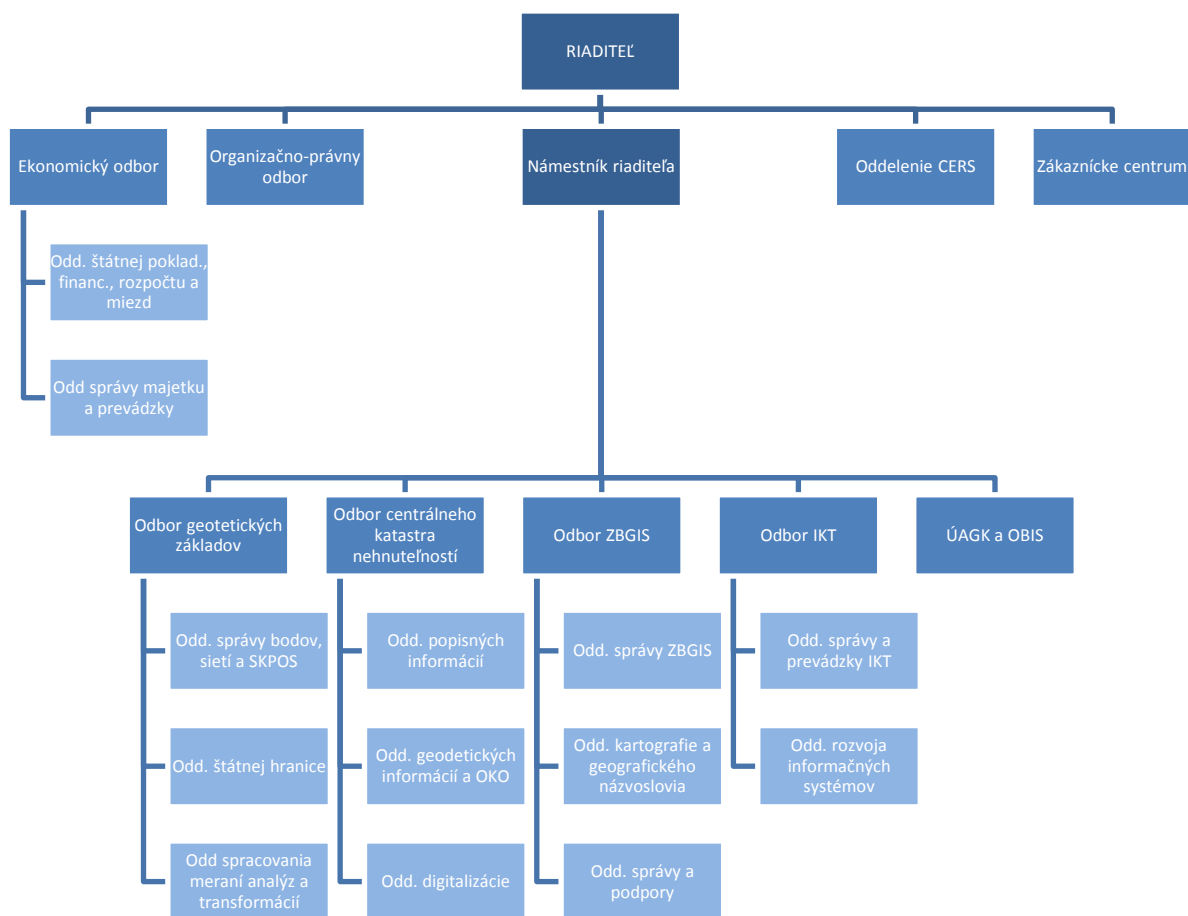 RIADITEĽ
Ekonomický odbor
Organizačno-právny
odbor
Námestník riaditeľa
Oddelenie CERS
Zákaznícke centrum
Odd. štátnej poklad.,
financ., rozpočtu a
miezd
Odd správy majetku
a prevádzky
Odbor geotetických
základov
Odbor centrálneho
katastra
nehnuteľností
Odbor ZBGIS
Odbor IKT
ÚAGK a OBIS
Odd. správy bodov,
sietí a SKPOS
Odd. popisných
informácií
Odd. správy ZBGIS
Odd. správy a
prevádzky IKT
Odd. štátnej hranice
Odd. geodetických
informácií a OKO
Odd. kartografie a
geografického
názvoslovia
Odd. rozvoja
informačných
systémov
Odd spracovania
meraní analýz a
transformácií
Odd. digitalizácie
Odd. správy a
podpory